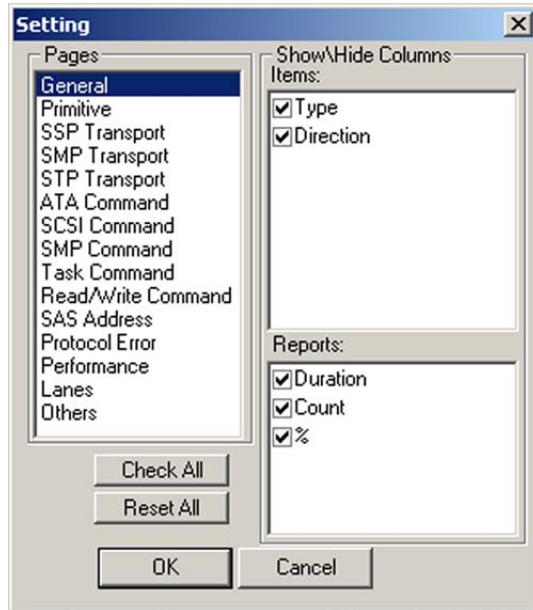 Setting
Pages
General
Primitive
SSP Transport
SMP Transport
STP Transport
ATA Command
SCSI Command
SMP Command
Task Command
Read/Write Command
SAS Address
Protocol Error
Performance
Lanes
Others
Check All
Reset All
Show\Hide Columns
Items:
Type
Direction
Reports:
Duration
Count
%
OK
Cancel